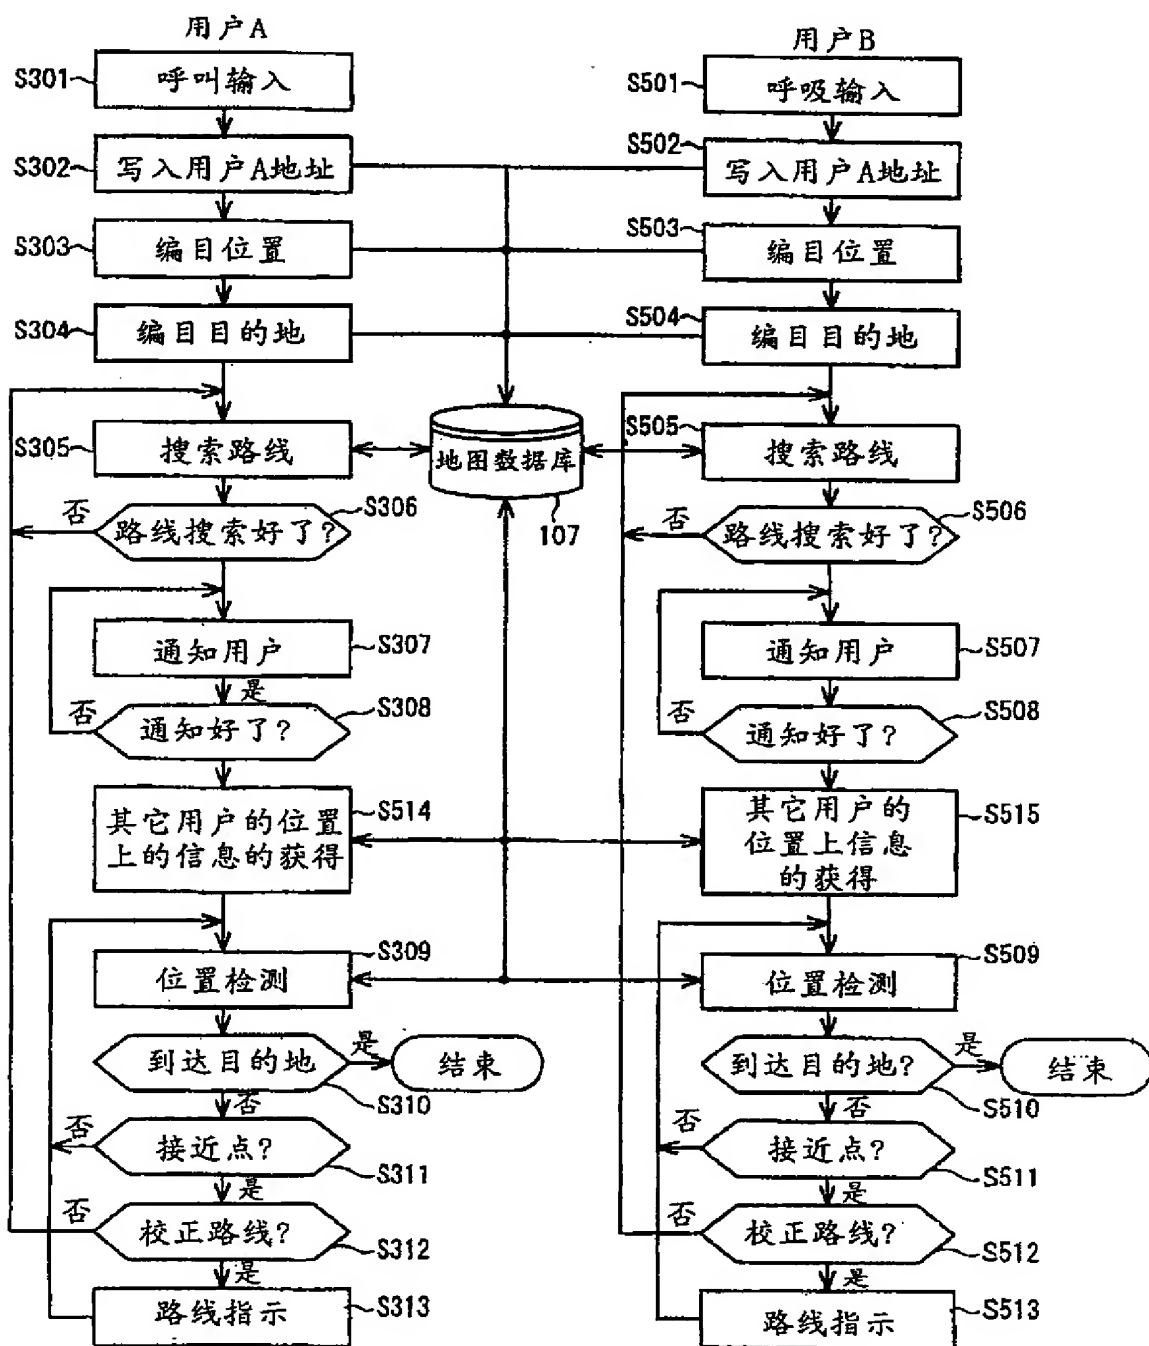 用户A
S301
呼叫输入
S302
写入用户A地址
S303
编目位置
S304
编目目的地
S305
搜索路线
否
路线搜索好了?
S306
通知用户
S307
是
否
通知好了?
S308
其它用户的位置
上的信息的获得
S514
位置检测
S309
到达目的地
是
结束
S310
否
否
接近点?
S311
是
否
校正路线?
S312
是
路线指示
S313
地图数据库
107
用户B
S501
呼吸输入
S502
写入用户A地址
S503
编目位置
S504
编目目的地
S505
搜索路线
否
路线搜索好了?
S506
通知用户
S507
否
通知好了?
S508
其它用户的
位置上信息
的获得
S515
位置检测
S509
到达目的地?
是
结束
S510
否
否
接近点?
S511
是
否
校正路线?
S512
是
路线指示
S513